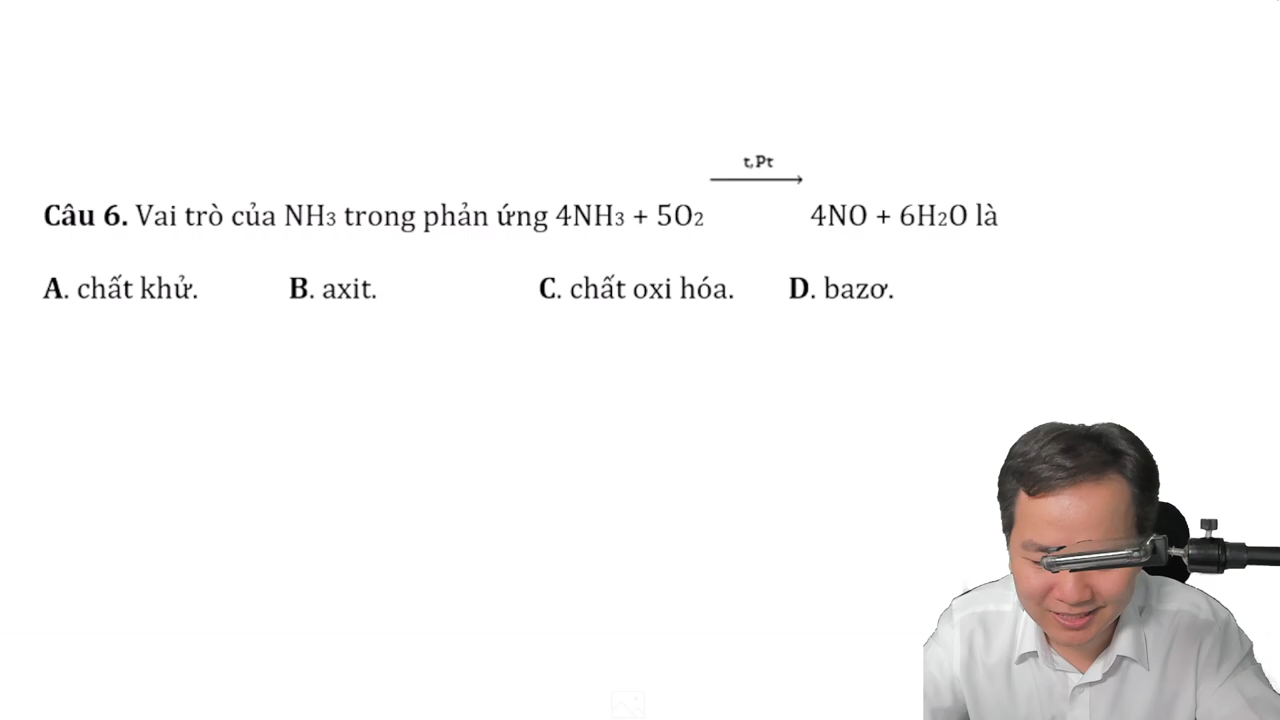 t,Pt
Câu 6. Vai trò của NH3 trong phản ứng 4NH3 + 5O2 4NO + 6H2O là
A. chất khử. B. axit. C. chất oxi hóa. D. bazơ.